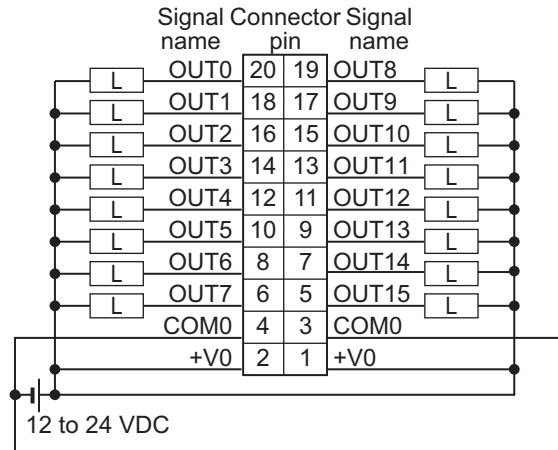 Signal Connector Signal
name pin name
L OUT0 20 19 OUT8 L
L OUT1 18 17 OUT9 L
L OUT2 16 15 OUT10 L
L OUT3 14 13 OUT11 L
L OUT4 12 11 OUT12 L
L OUT5 10 9 OUT13 L
L OUT6 8 7 OUT14 L
L OUT7 6 5 OUT15 L
COM0 4 3 COM0
+V0 2 1 +V0
12 to 24 VDC